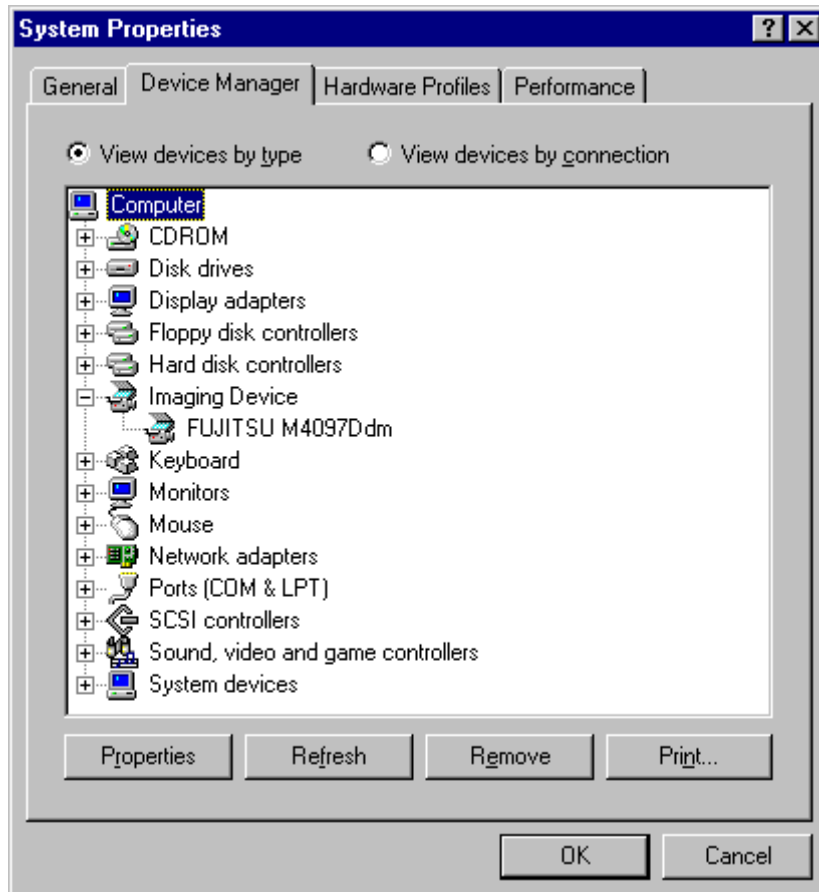 System Properties
General Device Manager Hardware Profiles Performance
View devices by type View devices by connection
Computer
CDROM
Disk drives
Display adapters
Floppy disk controllers
Hard disk controllers
Imaging Device
FUJITSU M4097Ddm
Keyboard
Monitors
Mouse
Network adapters
Ports (COM & LPT)
SCSI controllers
Sound, video and game controllers
System devices
Properties Refresh Remove Print...
OK Cancel